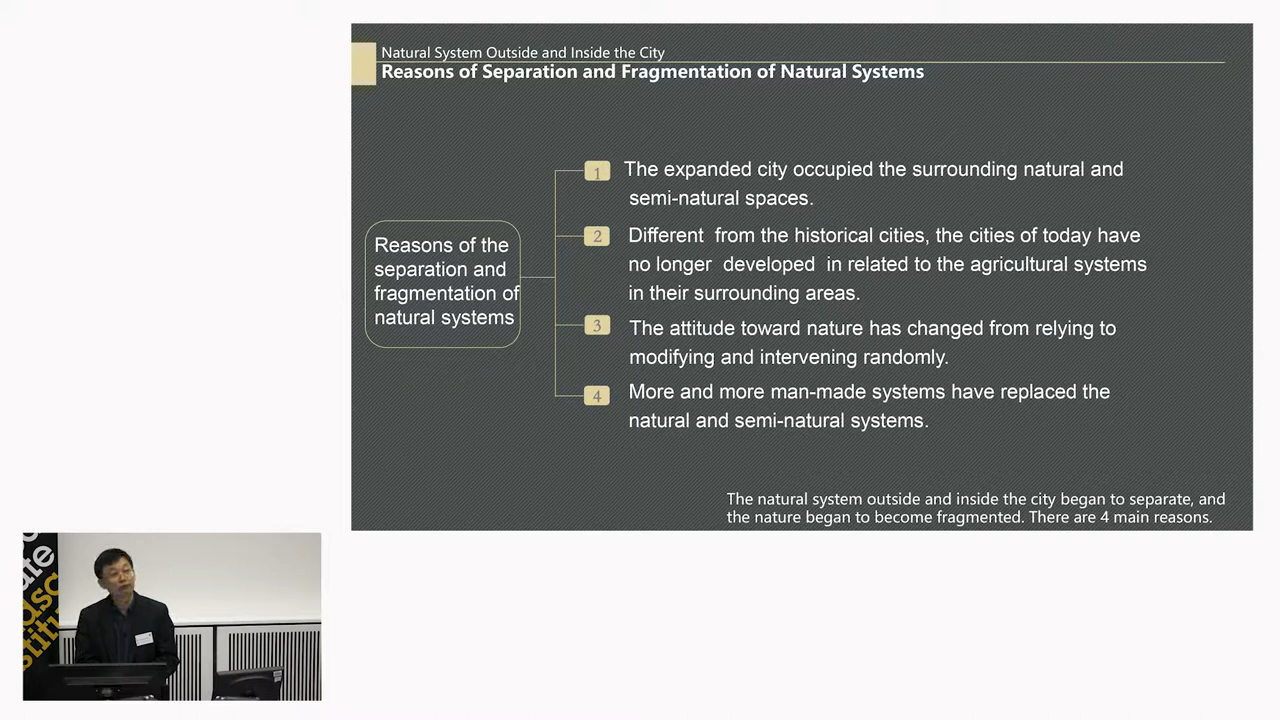 Natural System Outside and Inside the City
Reasons of Separation and Fragmentation of Natural Systems
Reasons of the
separation and
fragmentation of
natural systems
1
The expanded city occupied the surrounding natural and
semi-natural spaces.
2
Different from the historical cities, the cities of today have
no longer developed in related to the agricultural systems
in their surrounding areas.
3
The attitude toward nature has changed from relying to
modifying and intervening randomly.
4
More and more man-made systems have replaced the
natural and semi-natural systems.
The natural system outside and inside the city began to separate, and
the nature began to become fragmented. There are 4 main reasons.